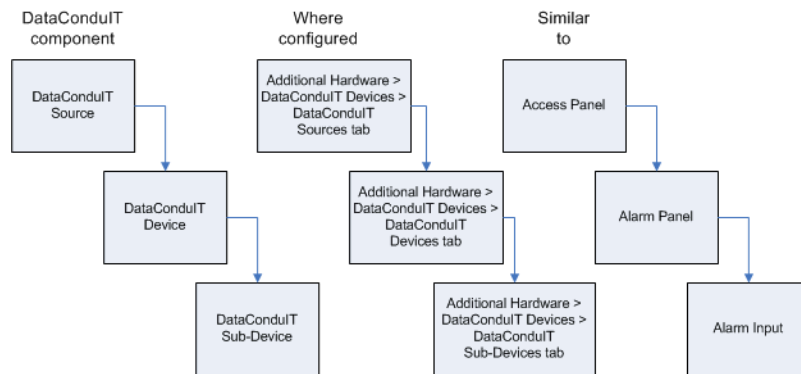 DataConduIT
component
Where
configured
Similar
to
DataConduIT
Source
Additional Hardware >
DataConduIT Devices >
DataConduIT
Sources tab
Access Panel
DataConduIT
Device
Additional Hardware >
DataConduIT Devices >
DataConduIT
Devices tab
Alarm Panel
DataConduIT
Sub-Device
Additional Hardware >
DataConduIT Devices >
DataConduIT
Sub-Devices tab
Alarm Input